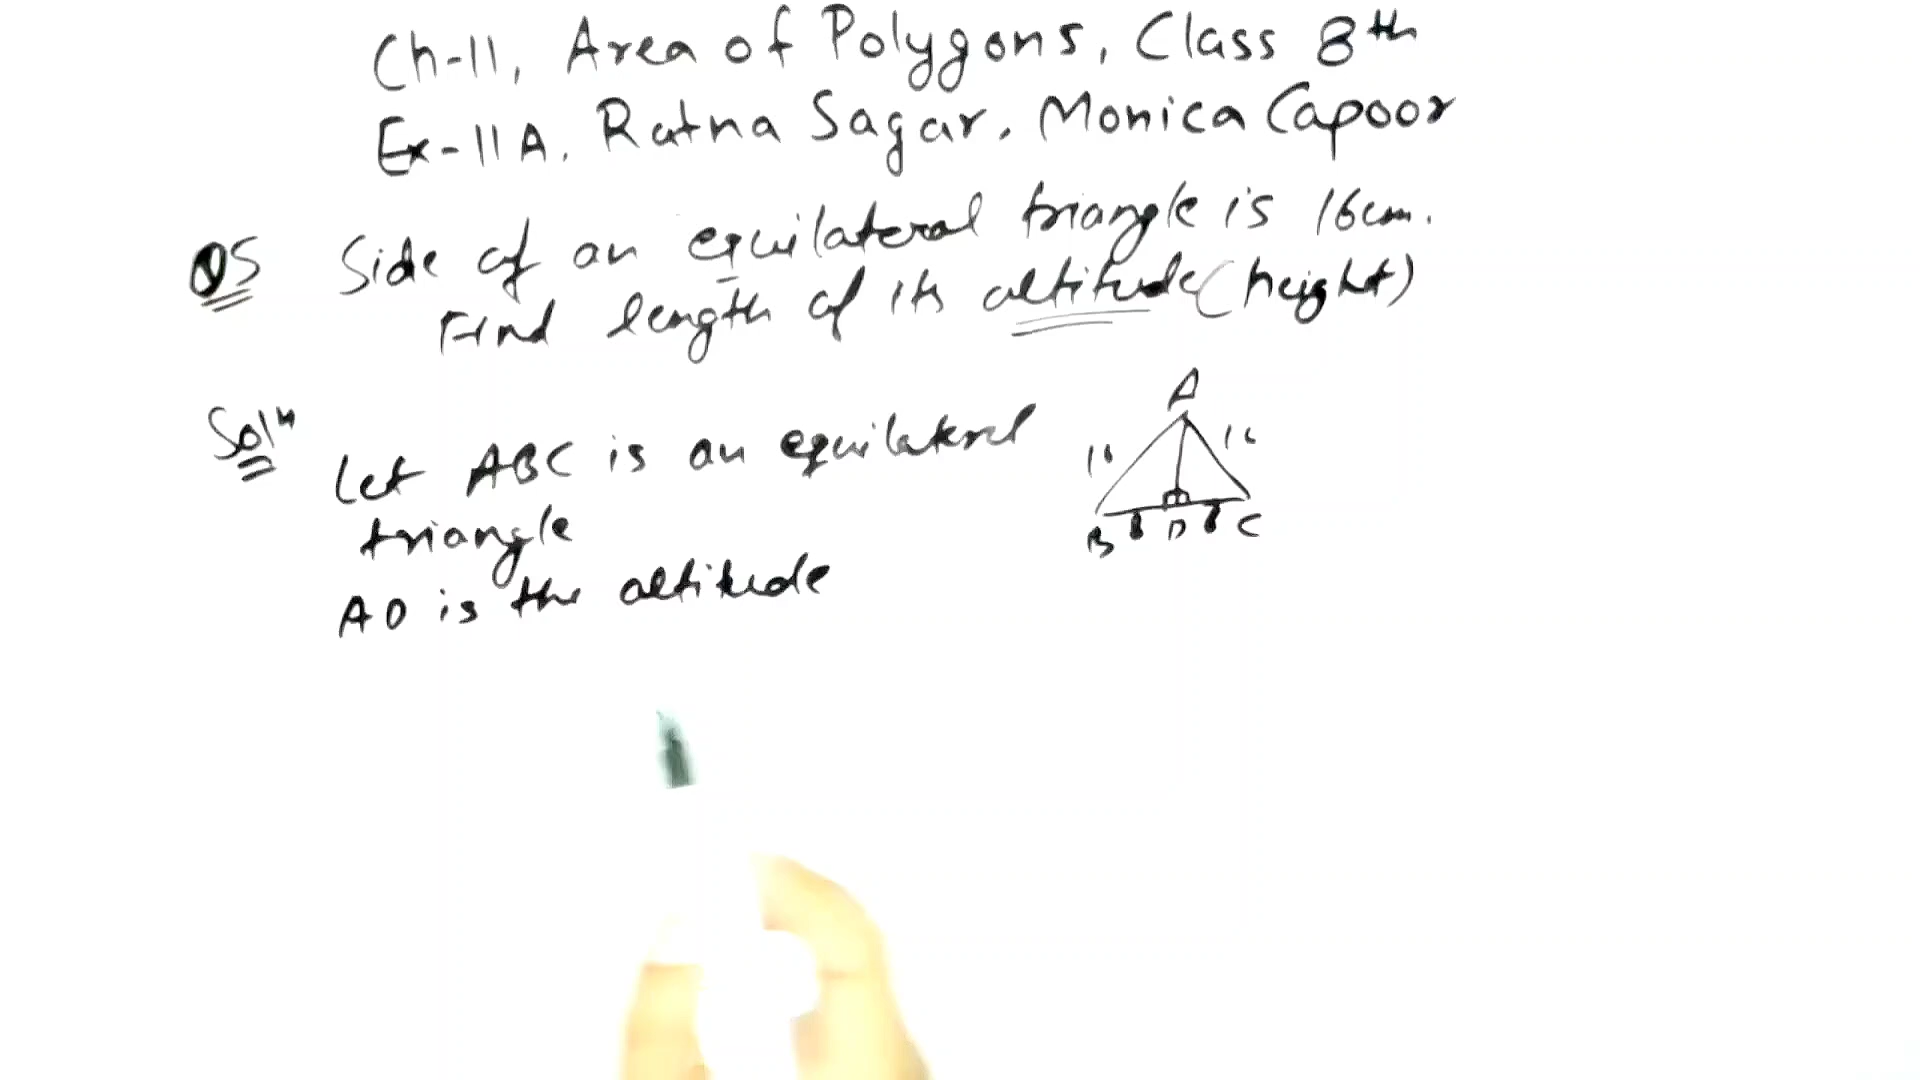 Ch-11, Area of Polygons, Class 8th
Ex-11A, Ratna Sagar, Monica Capoor
Q5 Side of an equilateral triangle is 16cm.
Find length of its altitude (height)
Soln
Let ABC is an equilateral
triangle
AD is the altitude
A
16 16
B 8 D 8 C